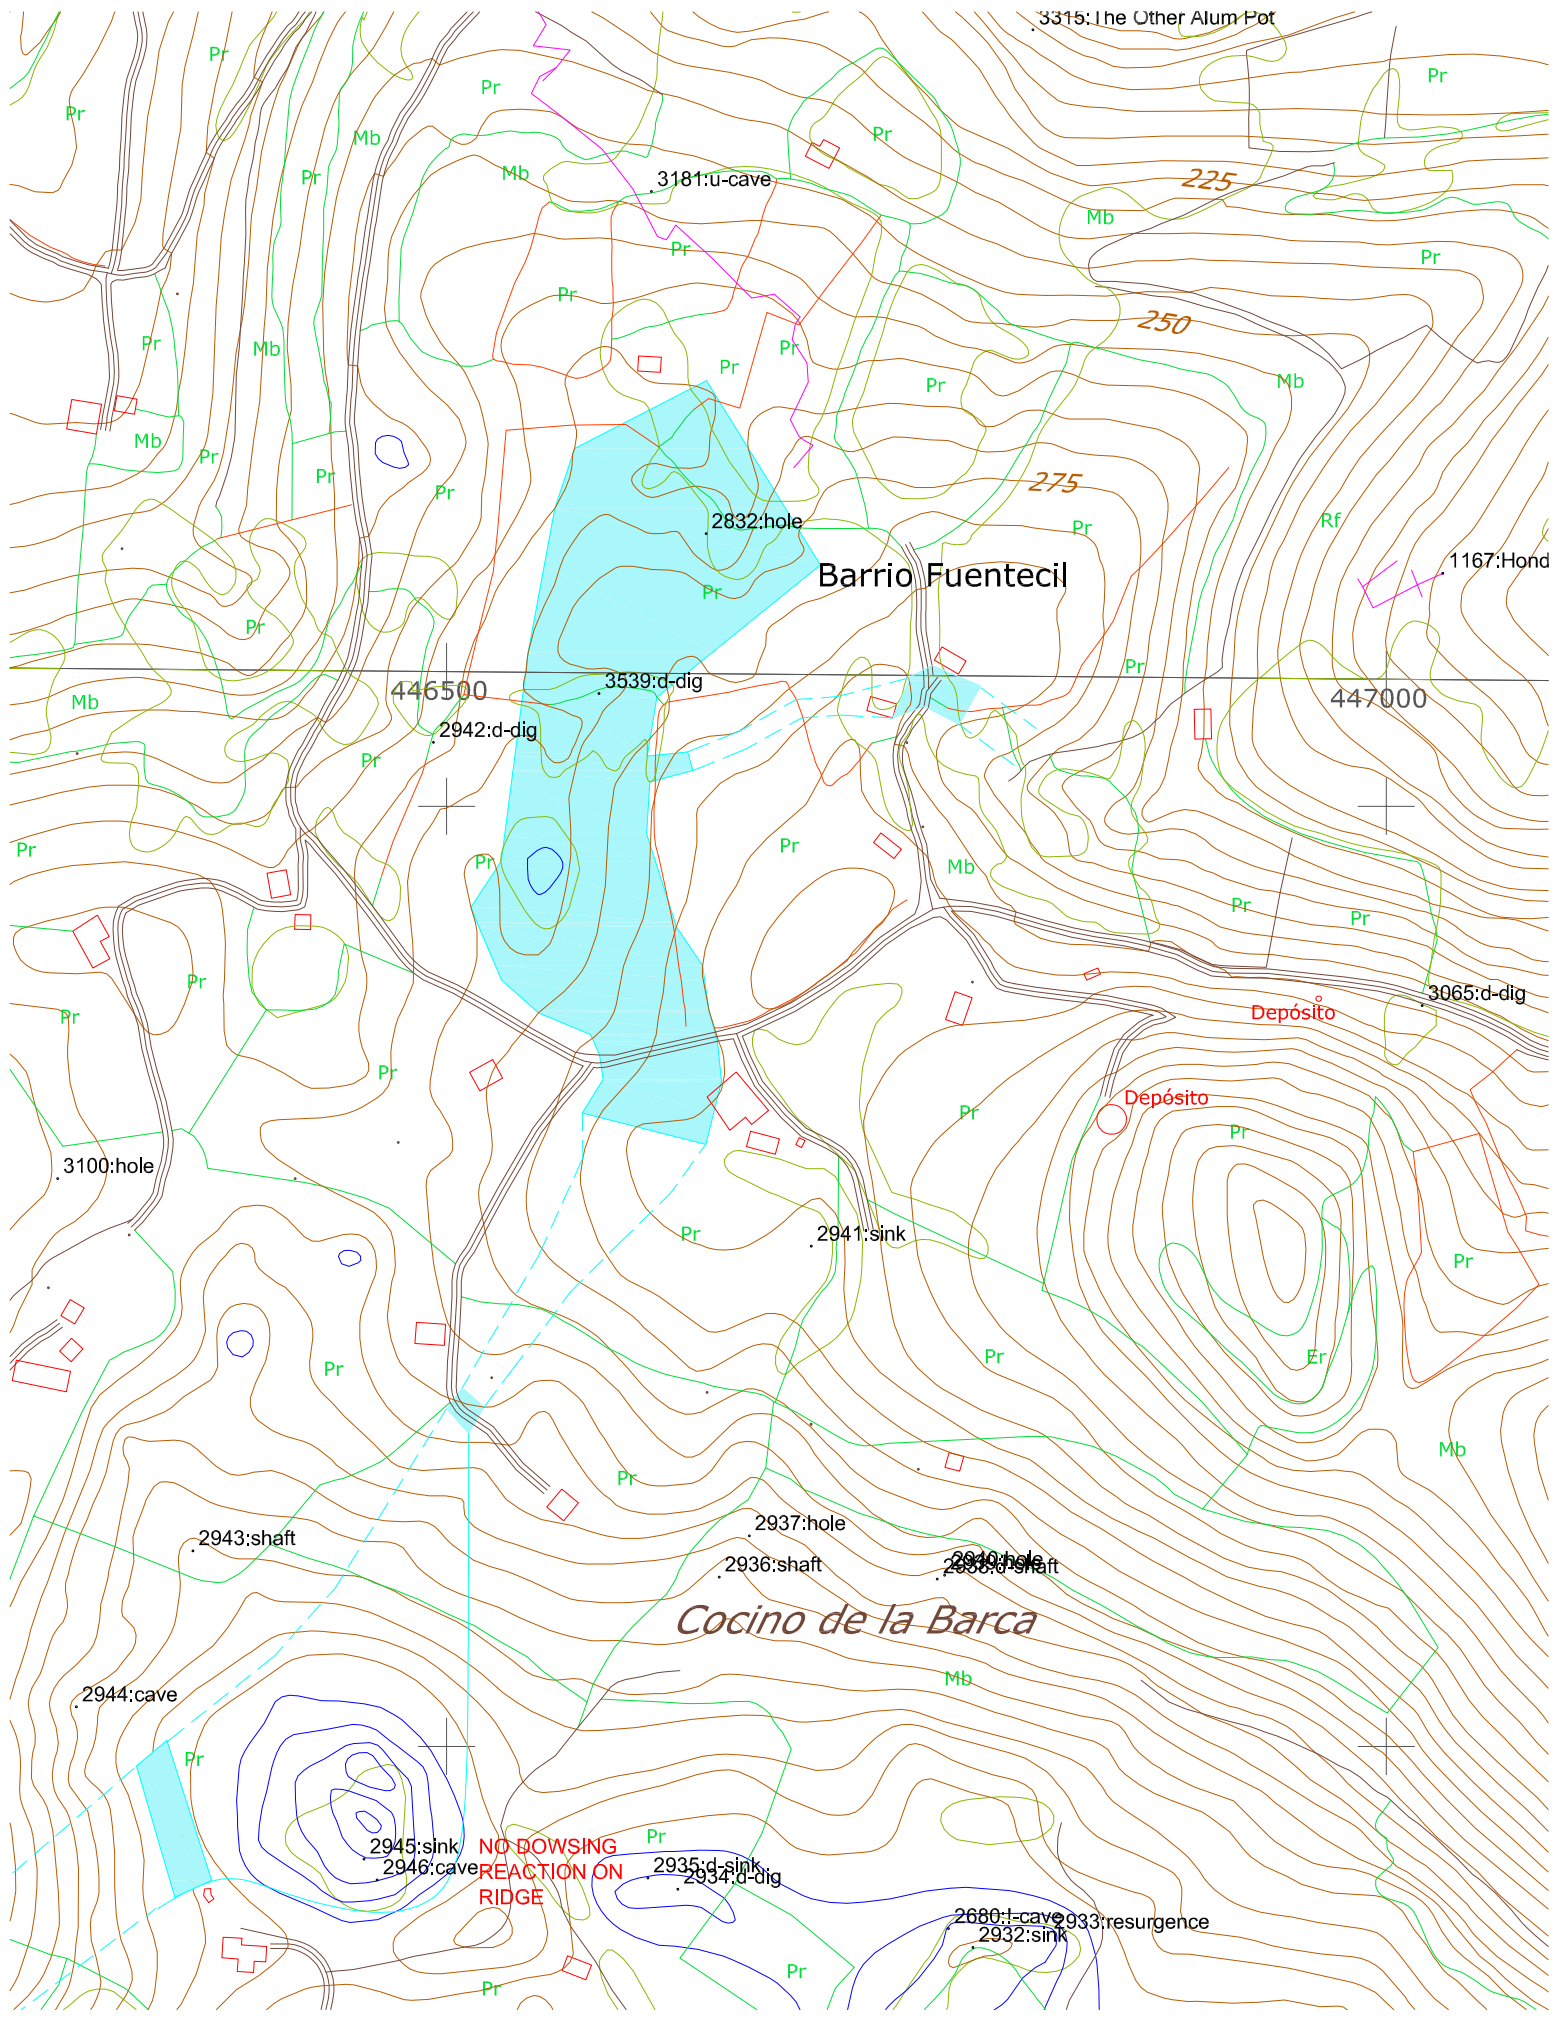 3315:The Other Alum Pot
Pr
Pr
Pr
Pr
Pr
Mb
Mb
Pr
3181:u-cave
225
Mb
Pr
Pr
Pr
Pr
250
Pr
Mb
Pr
Pr
Pr
Mb
Mb
Pr
Pr
Pr
275
2832:hole
Pr
Rf
1167:Hond
Barrio Fuentecil
Pr
Pr
Pr
3539:d-dig
446500
447000
Mb
2942:d-dig
Pr
Pr
Pr
Pr
Mb
Pr
Pr
Pr
3065:d-dig
Depósito
Pr
Pr
Depósito
Pr
Pr
3100:hole
Pr
2941:sink
Pr
Pr
Er
Pr
Mb
Pr
2937:hole
2943:shaft
2940:hole
2936:shaft
Cocino de la Barca
Mb
2944:cave
Pr
Pr
2945:sink
NO DOWSING
REACTION ON
RIDGE
2946:cave
2935:d-sink
2934:d-dig
2680:!-cave
2933:resurgence
2932:sink
Pr
Pr